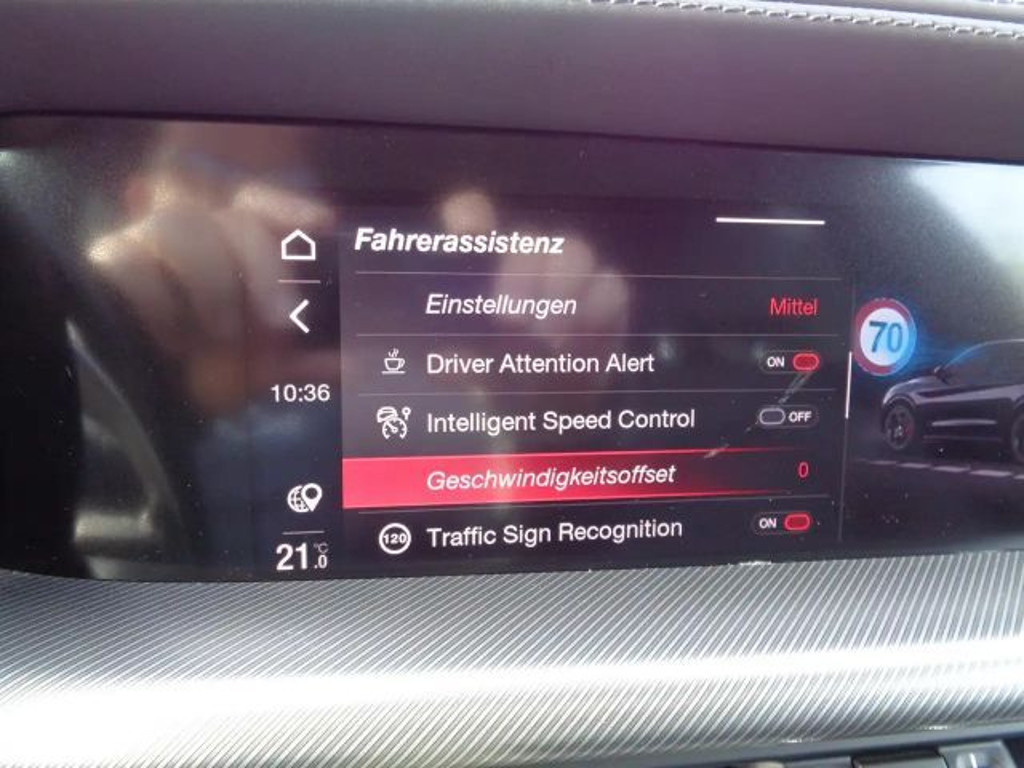 Fahrerassistenz
Einstellungen Mittel
70
Driver Attention Alert ON
10:36
Intelligent Speed Control OFF
Geschwindigkeitsoffset 0
120 Traffic Sign Recognition ON
21.0 °C